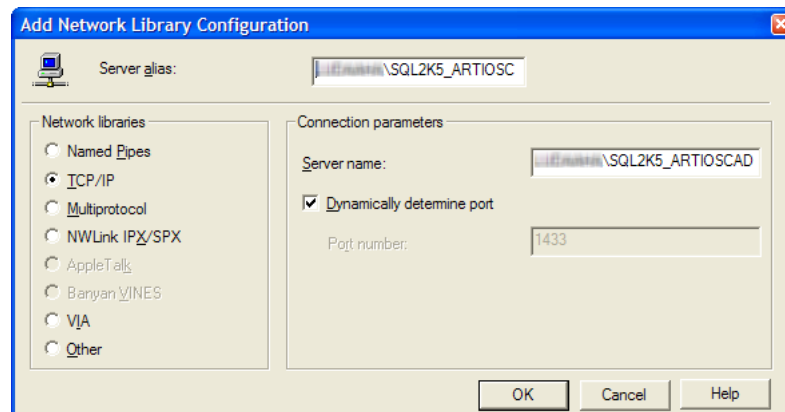 Add Network Library Configuration
Server alias:
\SQL2K5_ARTIOSC
Network libraries
Named Pipes
TCP/IP
Multiprotocol
NWLink IPX/SPX
AppleTalk
Banyan VINES
VIA
Other
Connection parameters
Server name:
\SQL2K5_ARTIOSCAD
Dynamically determine port
Port number:
1433
OK
Cancel
Help